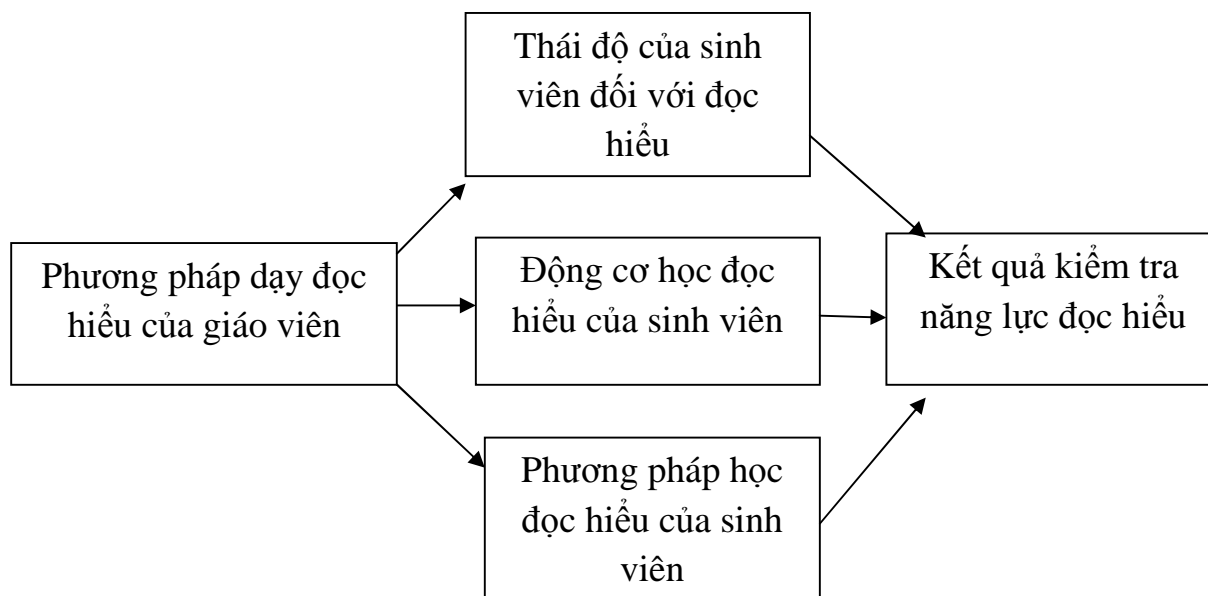 Thái độ của sinh
viên đối với đọc
hiểu
Phương pháp dạy đọc
hiểu của giáo viên
Động cơ học đọc
hiểu của sinh viên
Kết quả kiểm tra
năng lực đọc hiểu
Phương pháp học
đọc hiểu của sinh
viên